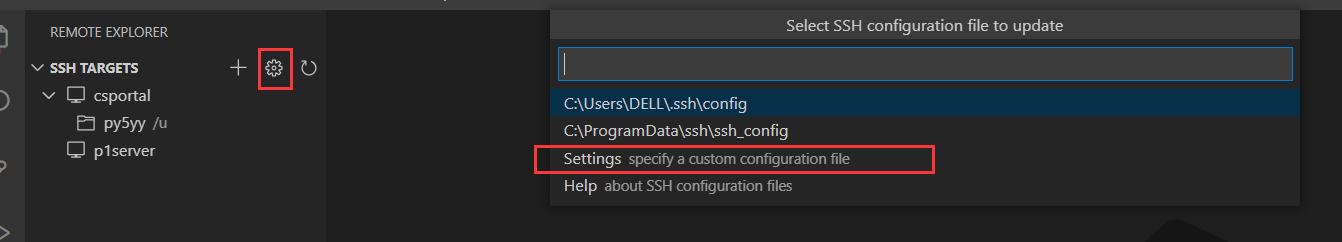 REMOTE EXPLORER
SSH TARGETS
csportal
py5yy /u
p1server
Select SSH configuration file to update
C:\Users\DELL\.ssh\config
C:\ProgramData\ssh\ssh_config
Settings specify a custom configuration file
Help about SSH configuration files